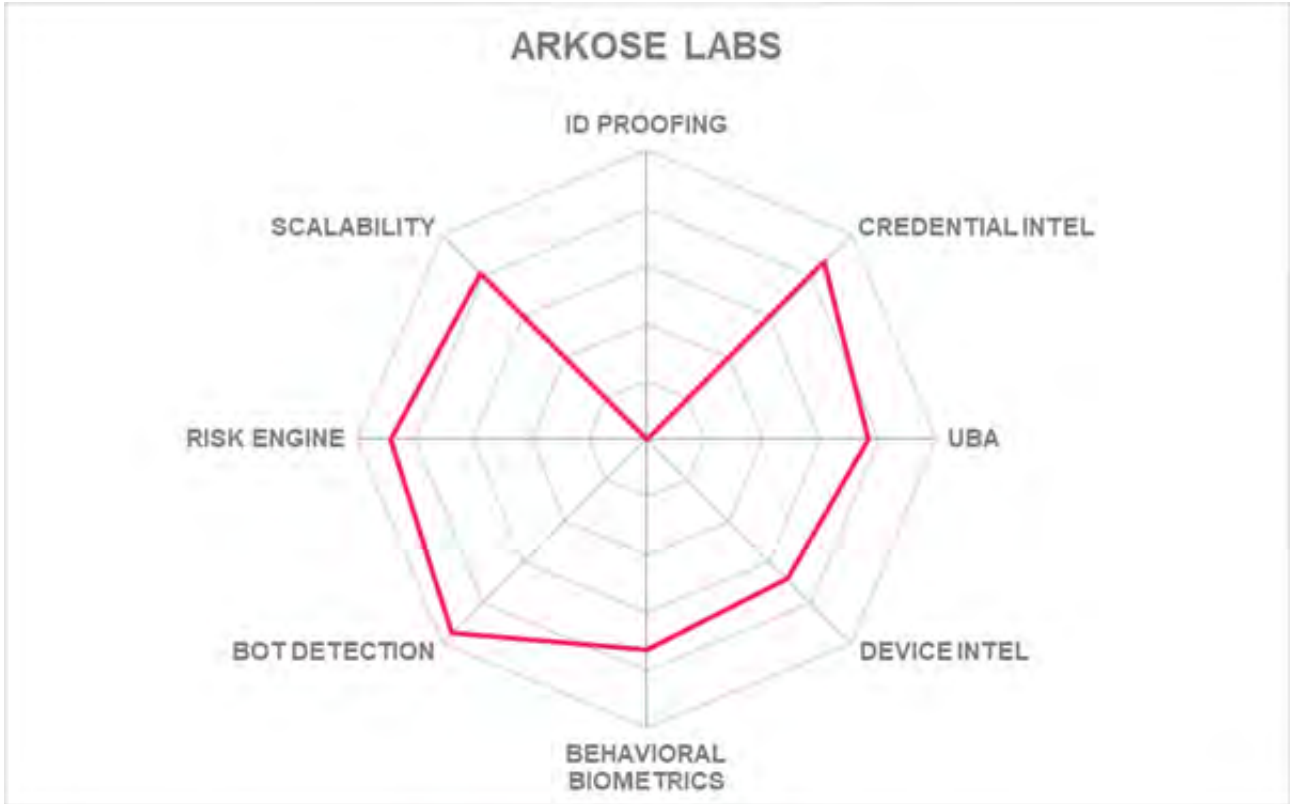 ARKOSE LABS
ID PROOFING
SCALABILITY
CREDENTIAL INTEL
RISK ENGINE
UBA
BOT DETECTION
DEVICE INTEL
BEHAVIORAL
BIOMETRICS